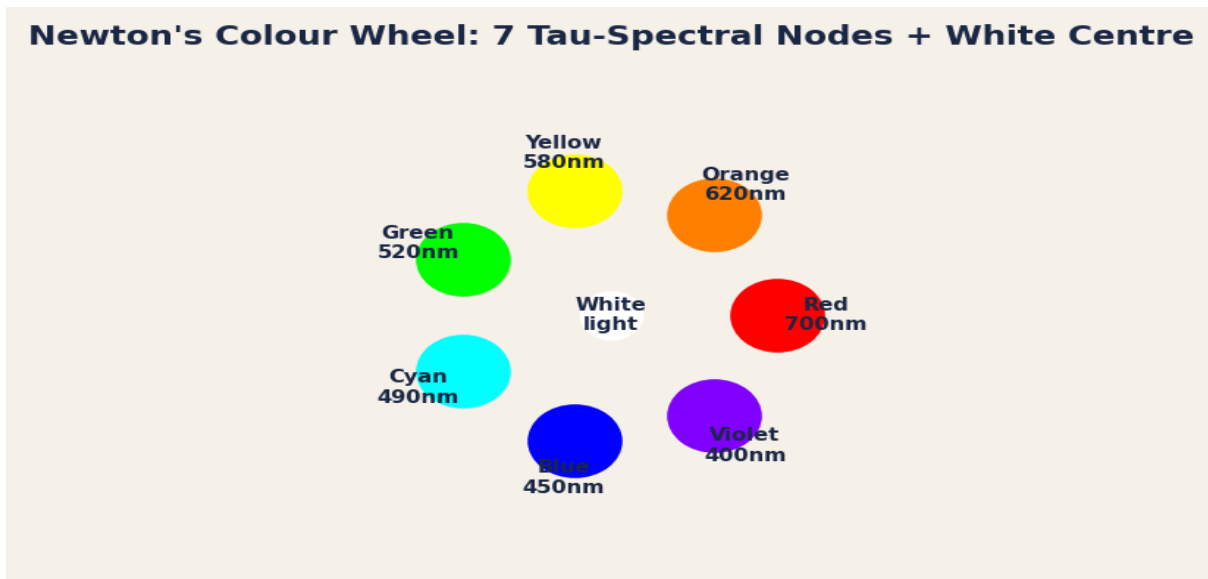 Newton's Colour Wheel: 7 Tau-Spectral Nodes + White Centre
Yellow
580nm
Orange
620nm
Green
520nm
White
light
Red
700nm
Cyan
490nm
Violet
400nm
Blue
450nm